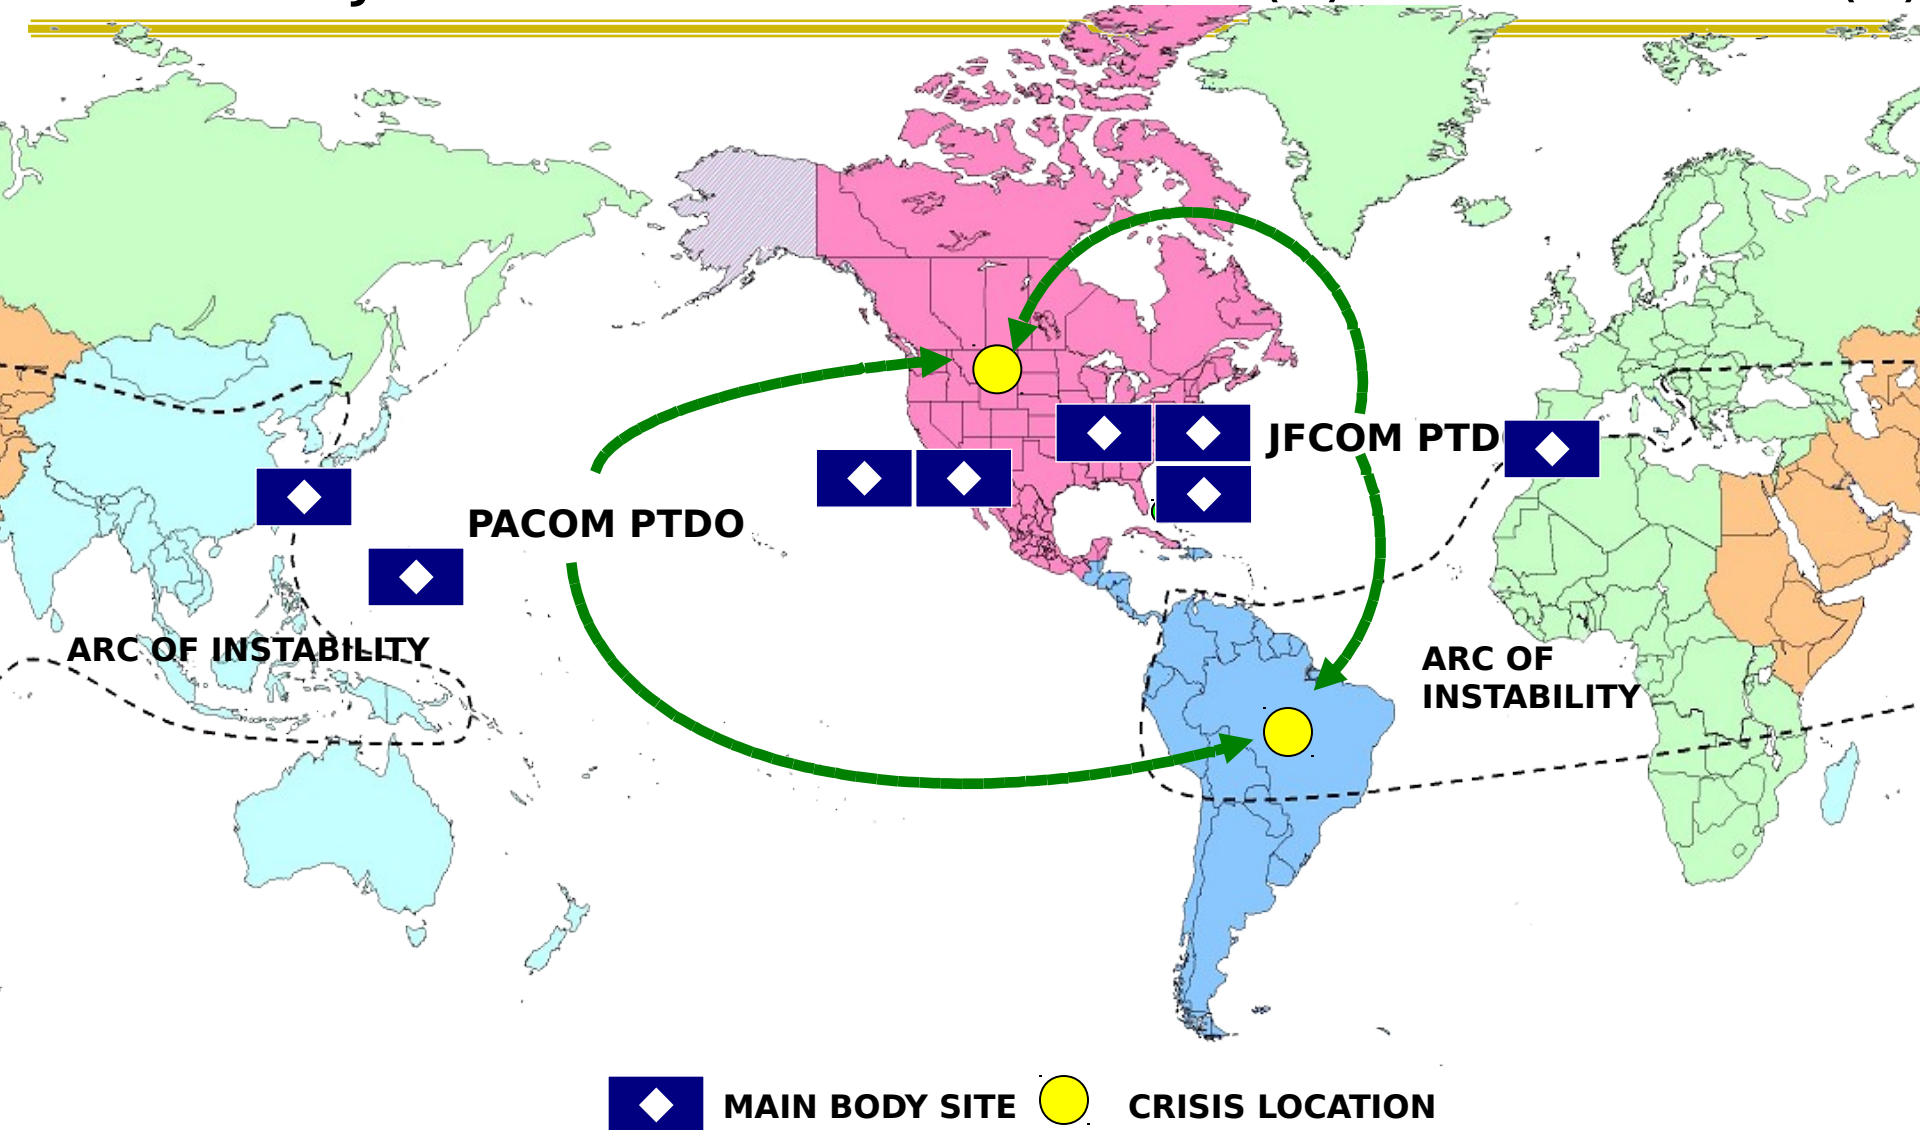 JFCOM PTD
PACOM PTDO
ARC OF INSTABILITY
ARC OF
INSTABILITY
MAIN BODY SITE
CRISIS LOCATION